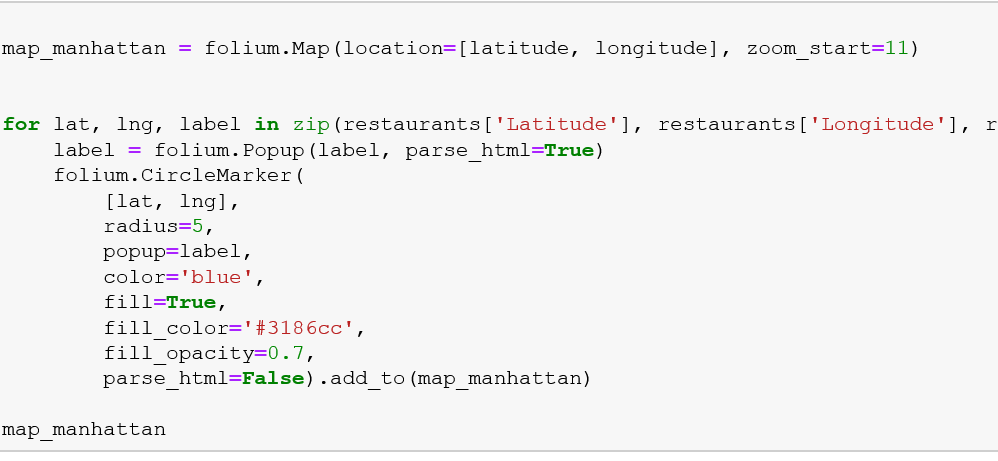 map_manhattan = folium.Map(location=[latitude, longitude], zoom_start=11)
for lat, lng, label in zip(restaurants['Latitude'], restaurants['Longitude'], r
    label = folium.Popup(label, parse_html=True)
    folium.CircleMarker(
        [lat, lng],
        radius=5,
        popup=label,
        color='blue',
        fill=True,
        fill_color='#3186cc',
        fill_opacity=0.7,
        parse_html=False).add_to(map_manhattan)
map_manhattan